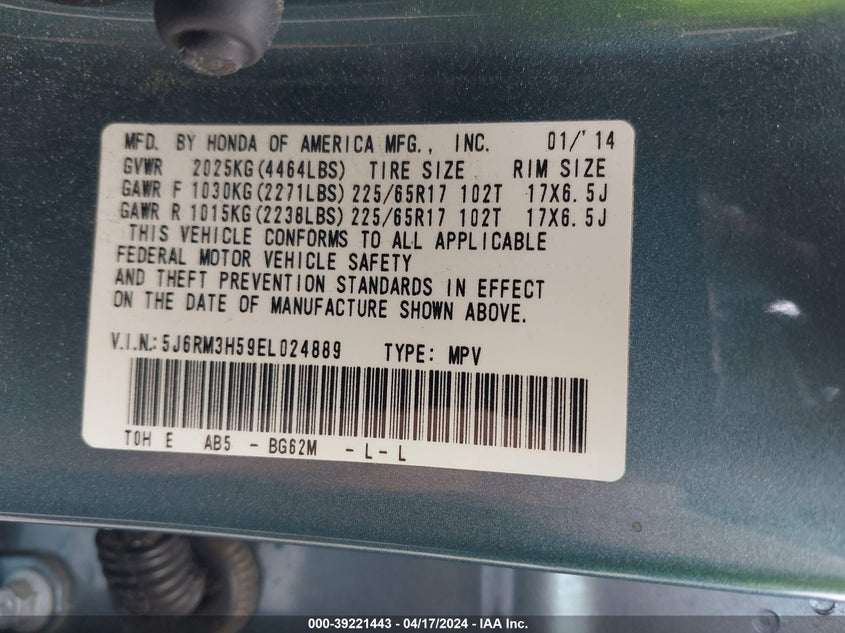 MFD. BY HONDA OF AMERICA MFG., INC. 01/'14
GVWR 2025KG(4464LBS) TIRE SIZE RIM SIZE
GAWR F 1030KG(2271LBS) 225/65R17 102T 17X6.5J
GAWR R 1015KG(2238LBS) 225/65R17 102T 17X6.5J
THIS VEHICLE CONFORMS TO ALL APPLICABLE
FEDERAL MOTOR VEHICLE SAFETY
AND THEFT PREVENTION STANDARDS IN EFFECT
ON THE DATE OF MANUFACTURE SHOWN ABOVE.
V.I.N.: 5J6RM3H59EL024889 TYPE: MPV
TOH E AB5 - BG62M - L - L
000-39221443 - 04/17/2024 - IAA Inc.